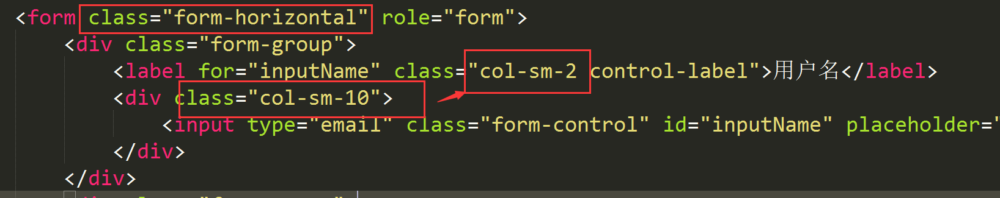 <form class="form-horizontal" role="form">
<div class="form-group">
<label for="inputName" class="col-sm-2 control-label">用户名</label>
<div class="col-sm-10">
<input type="email" class="form-control" id="inputName" placeholder="
</div>
</div>